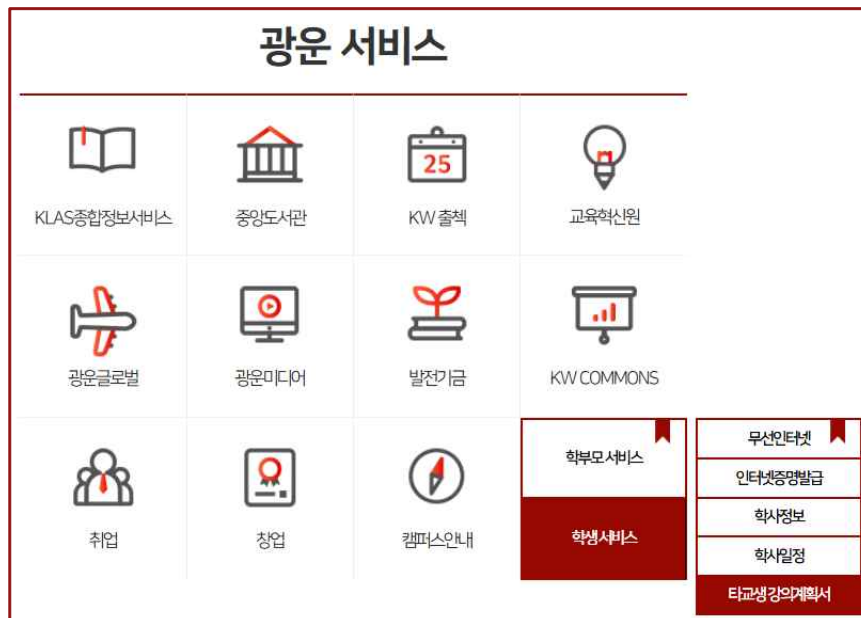 광운 서비스
25
KLAS종합정보서비스
중앙도서관
KW 출첵
교육혁신원
광운글로벌
광운미디어
발전기금
KW COMMONS
취업
창업
캠퍼스안내
학부모 서비스
학생서비스
무선인터넷
인터넷증명발급
학사정보
학사일정
타교생 강의계획서